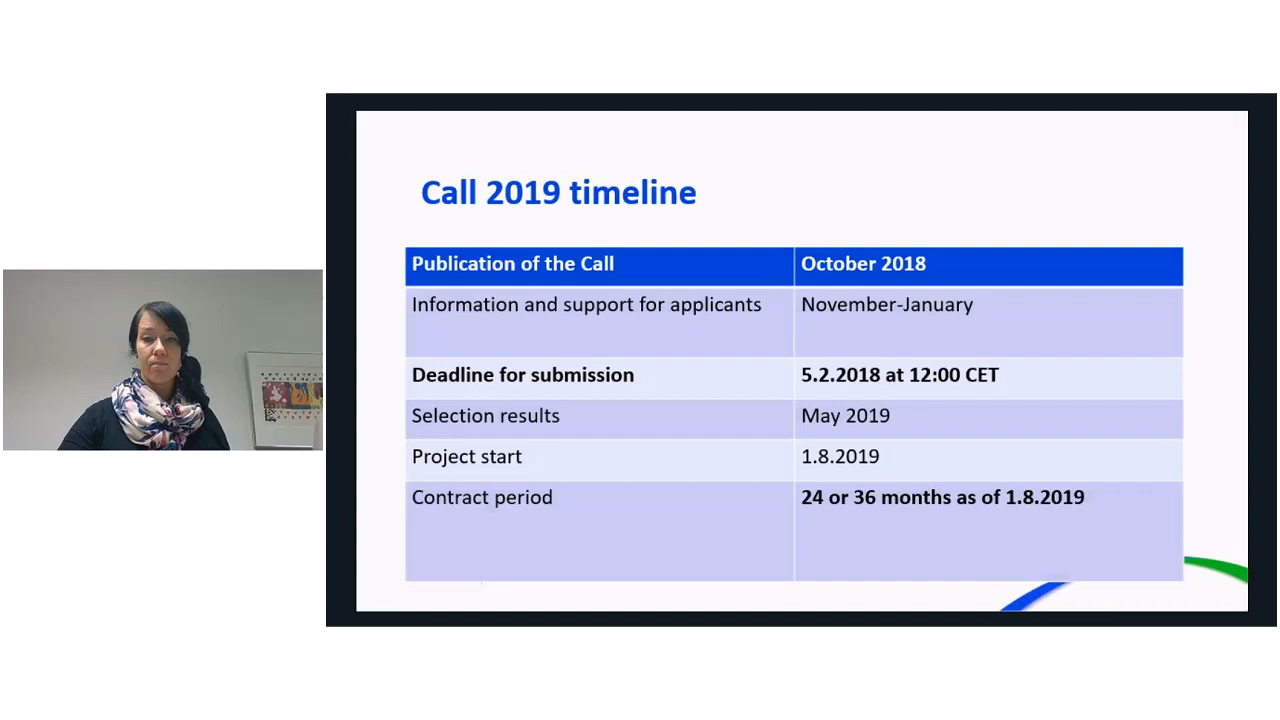 Call 2019 timeline
Publication of the Call October 2018
Information and support for applicants November-January
Deadline for submission 5.2.2018 at 12:00 CET
Selection results May 2019
Project start 1.8.2019
Contract period 24 or 36 months as of 1.8.2019